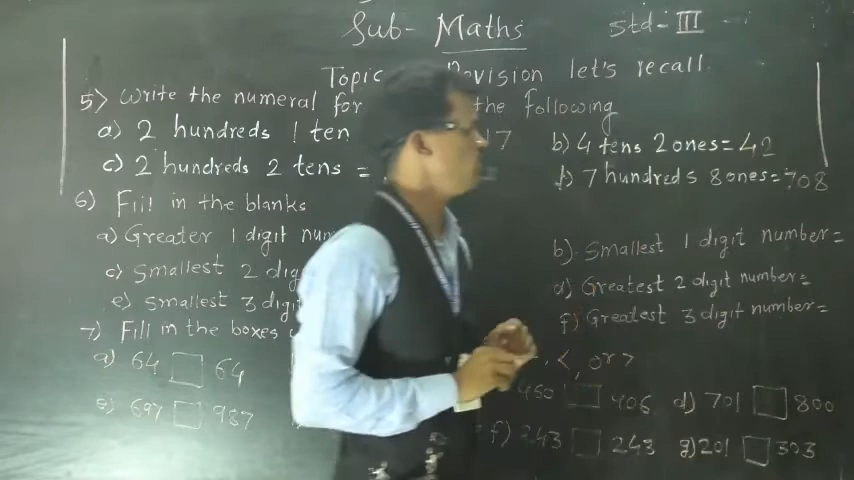 Sub- Maths Std- III
Topic Revision let's recall.
5) Write the numeral for the following
a) 2 hundreds 1 ten 17 b) 4 tens 2 ones = 42
c) 2 hundreds 2 tens = f) 7 hundreds 8 ones = 708
6) Fill in the blanks
a) Greater 1 digit num b). Smallest 1 digit number =
c) Smallest 2 dig d) Greatest 2 digit number =
e) Smallest 3 digit f) Greatest 3 digit number =
7) Fill in the boxes <, or >
a) 64 64 450 406 d) 701 800
e) 697 987 f) 243 243 g) 201 303